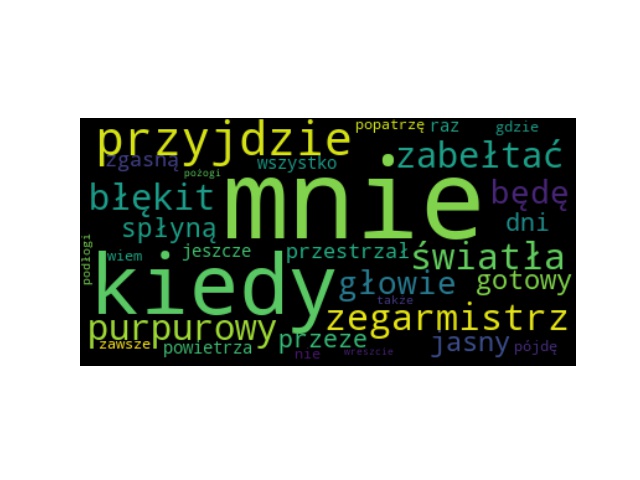 przyjdzie popatrzę raz gdzie
zgasną wszystko zabełtać
pożogi
błękit mnie będę
spłyną dni
podłogi wiem jeszcze przestrzał światła
kiedy głowie gotowy
także
purpurowy przeze zegarmistrz
zawsze powietrza nie wreszcie jasny pójdę